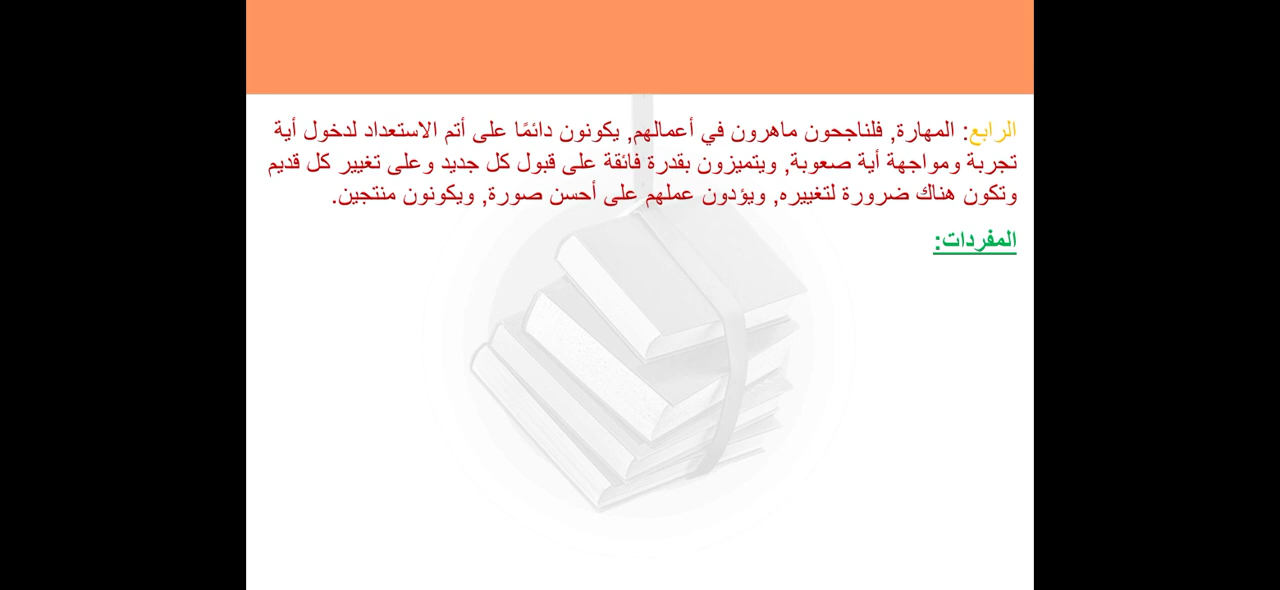 الرابع: المهارة, فلناجحون ماهرون في أعمالهم, يكونون دائمًا على أتم الاستعداد لدخول أية
تجربة ومواجهة أية صعوبة, ويتميزون بقدرة فائقة على قبول كل جديد وعلى تغيير كل قديم
وتكون هناك ضرورة لتغييره, ويؤدون عملهم على أحسن صورة, ويكونون منتجين.
المفردات: